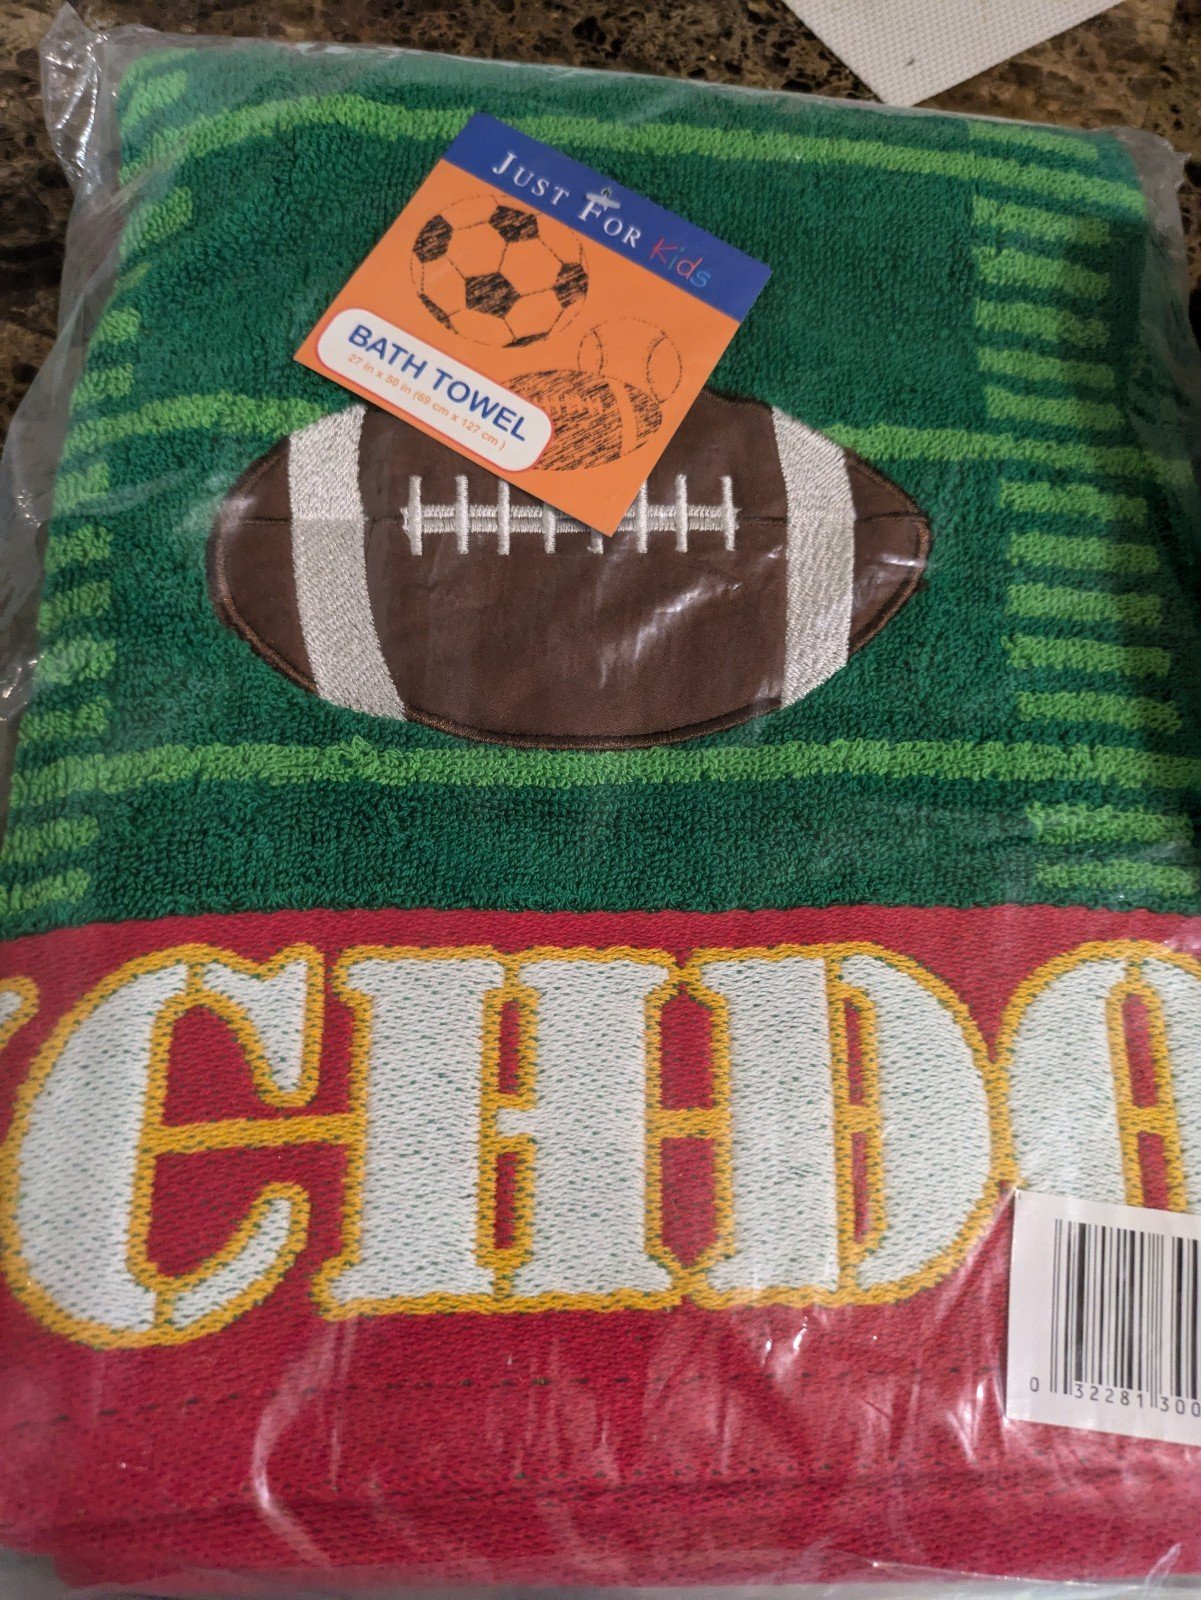 JUST FOR Kids
BATH TOWEL
27 in x 50 in (69 cm x 127 cm )
CHDO
0 32281 300